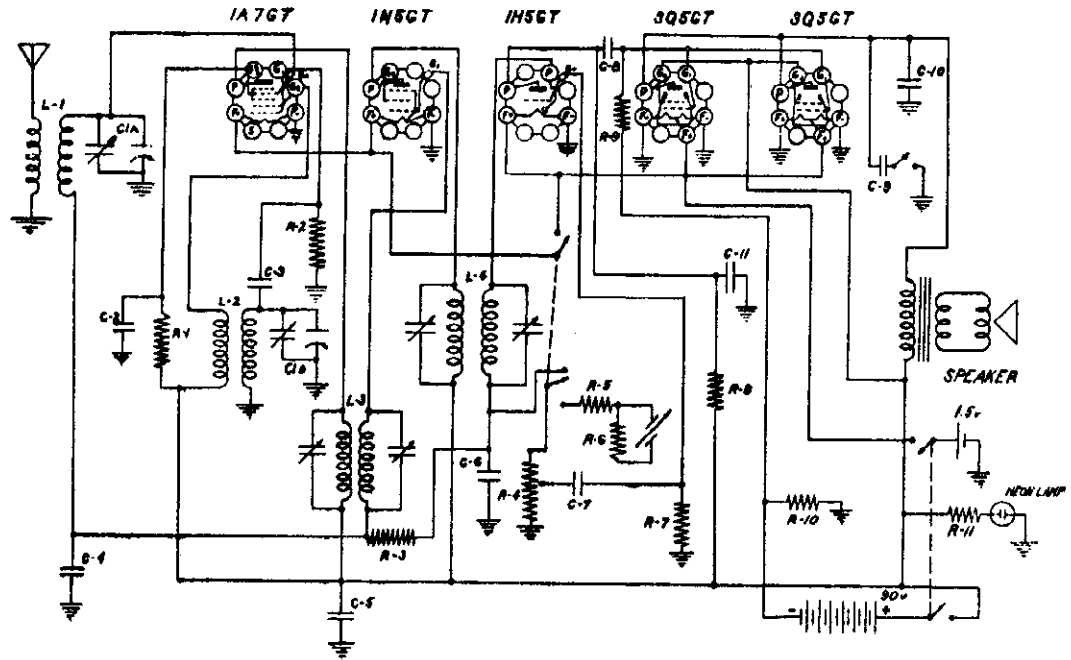 1A7GT 1N5GT 1H5GT 3Q5GT 3Q5GT
L-1
C1A
C-8
C-10
R-9
C-9
R-2
C-3
C-11
L-2
L-4
C-2
R-1
C1B
SPEAKER
R-5
R-8
L-3
R-6
1.5v
C-6
R-4
C-7
NEON LAMP
R-7
R-10
R-11
R-3
C-4
C-5
90v
- +